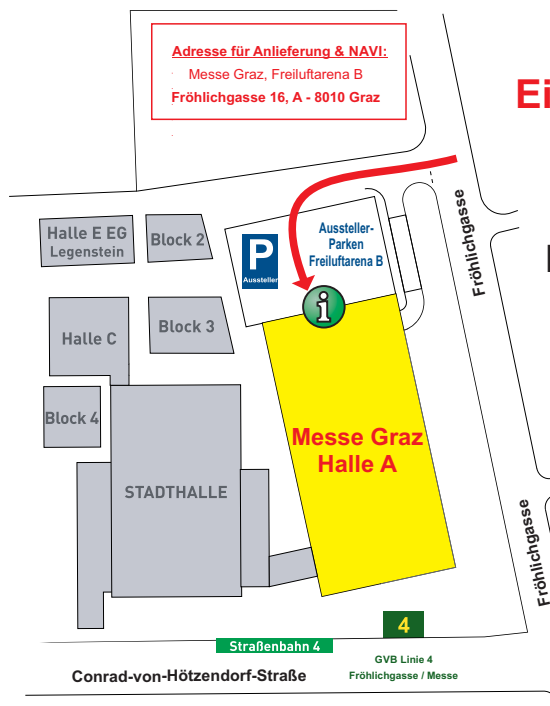 Adresse für Anlieferung & NAVI:
Messe Graz, Freiluftarena B
Fröhlichgasse 16, A - 8010 Graz
Ei
Fröhlichgasse
Halle E EG
Legenstein
Block 2
P
Aussteller
Aussteller-
Parken
Freiluftarena B
i
Halle C
Block 3
Block 4
Messe Graz
Halle A
STADTHALLE
Fröhlichgasse
4
Straßenbahn 4
GVB Linie 4
Fröhlichgasse / Messe
Conrad-von-Hötzendorf-Straße